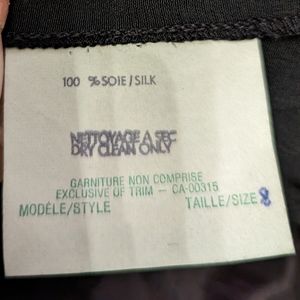 100 % SOIE/SILK
NETTOYAGE A SEC
DRY CLEAN ONLY
GARNITURE NON COMPRISE
EXCLUSIVE OF TRIM — CA-00315
MODÈLE/STYLE TAILLE/SIZE 8